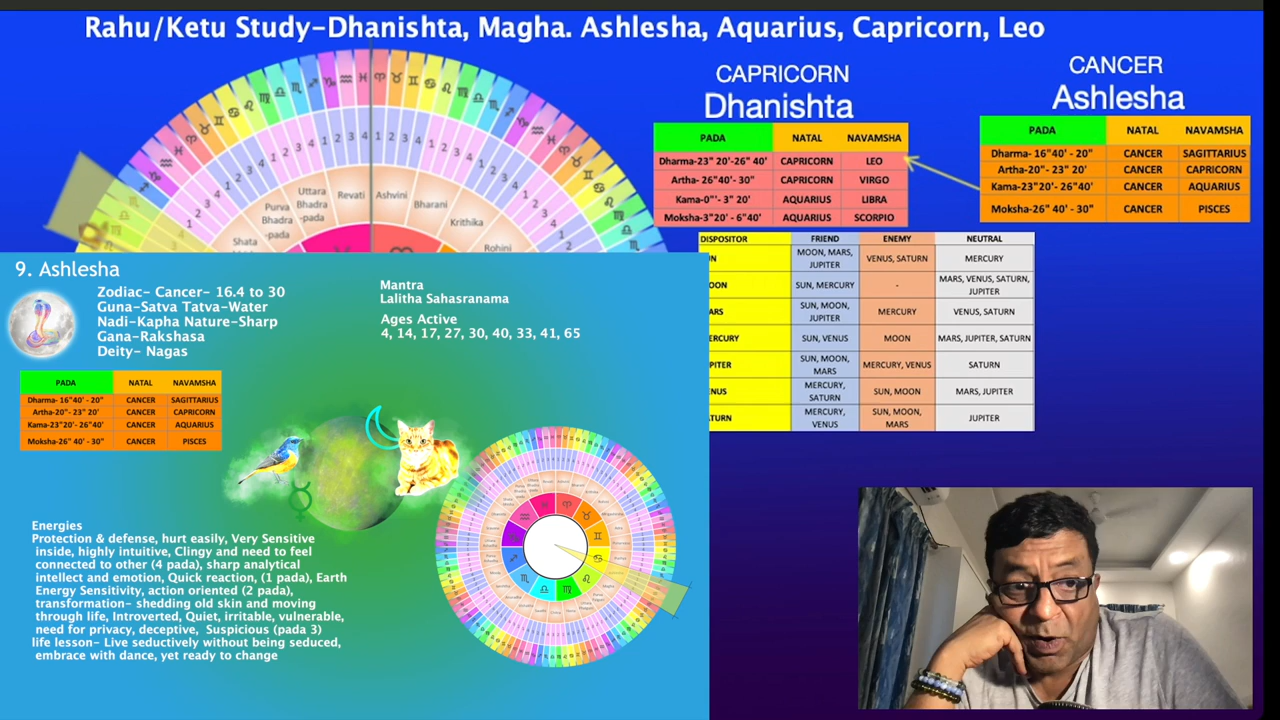 Rahu/Ketu Study-Dhanishta, Magha. Ashlesha, Aquarius, Capricorn, Leo
CAPRICORN
Dhanishta
PADA NATAL NAVAMSHA
Dharma-23" 20'-26" 40' CAPRICORN LEO
Artha- 26"40'- 30" CAPRICORN VIRGO
Kama-0"'- 3" 20' AQUARIUS LIBRA
Moksha-3"20' - 6"40' AQUARIUS SCORPIO
CANCER
Ashlesha
PADA NATAL NAVAMSHA
Dharma- 16"40' - 20" CANCER SAGITTARIUS
Artha-20"- 23" 20' CANCER CAPRICORN
Kama-23"20'- 26"40' CANCER AQUARIUS
Moksha-26" 40' - 30" CANCER PISCES
DISPOSITOR FRIEND ENEMY NEUTRAL
UN MOON, MARS, JUPITER VENUS, SATURN MERCURY
OON SUN, MERCURY - MARS, VENUS, SATURN, JUPITER
ARS SUN, MOON, JUPITER MERCURY VENUS, SATURN
ERCURY SUN, VENUS MOON MARS, JUPITER, SATURN
PITER SUN, MOON, MARS MERCURY, VENUS SATURN
NUS MERCURY, SATURN SUN, MOON MARS, JUPITER
TURN MERCURY, VENUS SUN, MOON, MARS JUPITER
Shata
Purva Bhadra -pada
Uttara Bhadra -pada
Revati
Ashvini
Bharani
Krithika
Rohini
9. Ashlesha
Zodiac- Cancer- 16.4 to 30
Guna-Satva Tatva-Water
Nadi-Kapha Nature-Sharp
Gana-Rakshasa
Deity- Nagas
Mantra
Lalitha Sahasranama
Ages Active
4, 14, 17, 27, 30, 40, 33, 41, 65
PADA NATAL NAVAMSHA
Dharma- 16"40' - 20" CANCER SAGITTARIUS
Artha-20"- 23" 20' CANCER CAPRICORN
Kama-23"20'- 26"40' CANCER AQUARIUS
Moksha-26" 40' - 30" CANCER PISCES
Energies
Protection & defense, hurt easily, Very Sensitive
inside, highly intuitive, Clingy and need to feel
connected to other (4 pada), sharp analytical
intellect and emotion, Quick reaction, (1 pada), Earth
Energy Sensitivity, action oriented (2 pada),
transformation- shedding old skin and moving
through life, Introverted, Quiet, irritable, vulnerable,
need for privacy, deceptive, Suspicious (pada 3)
life lesson- Live seductively without being seduced,
embrace with dance, yet ready to change